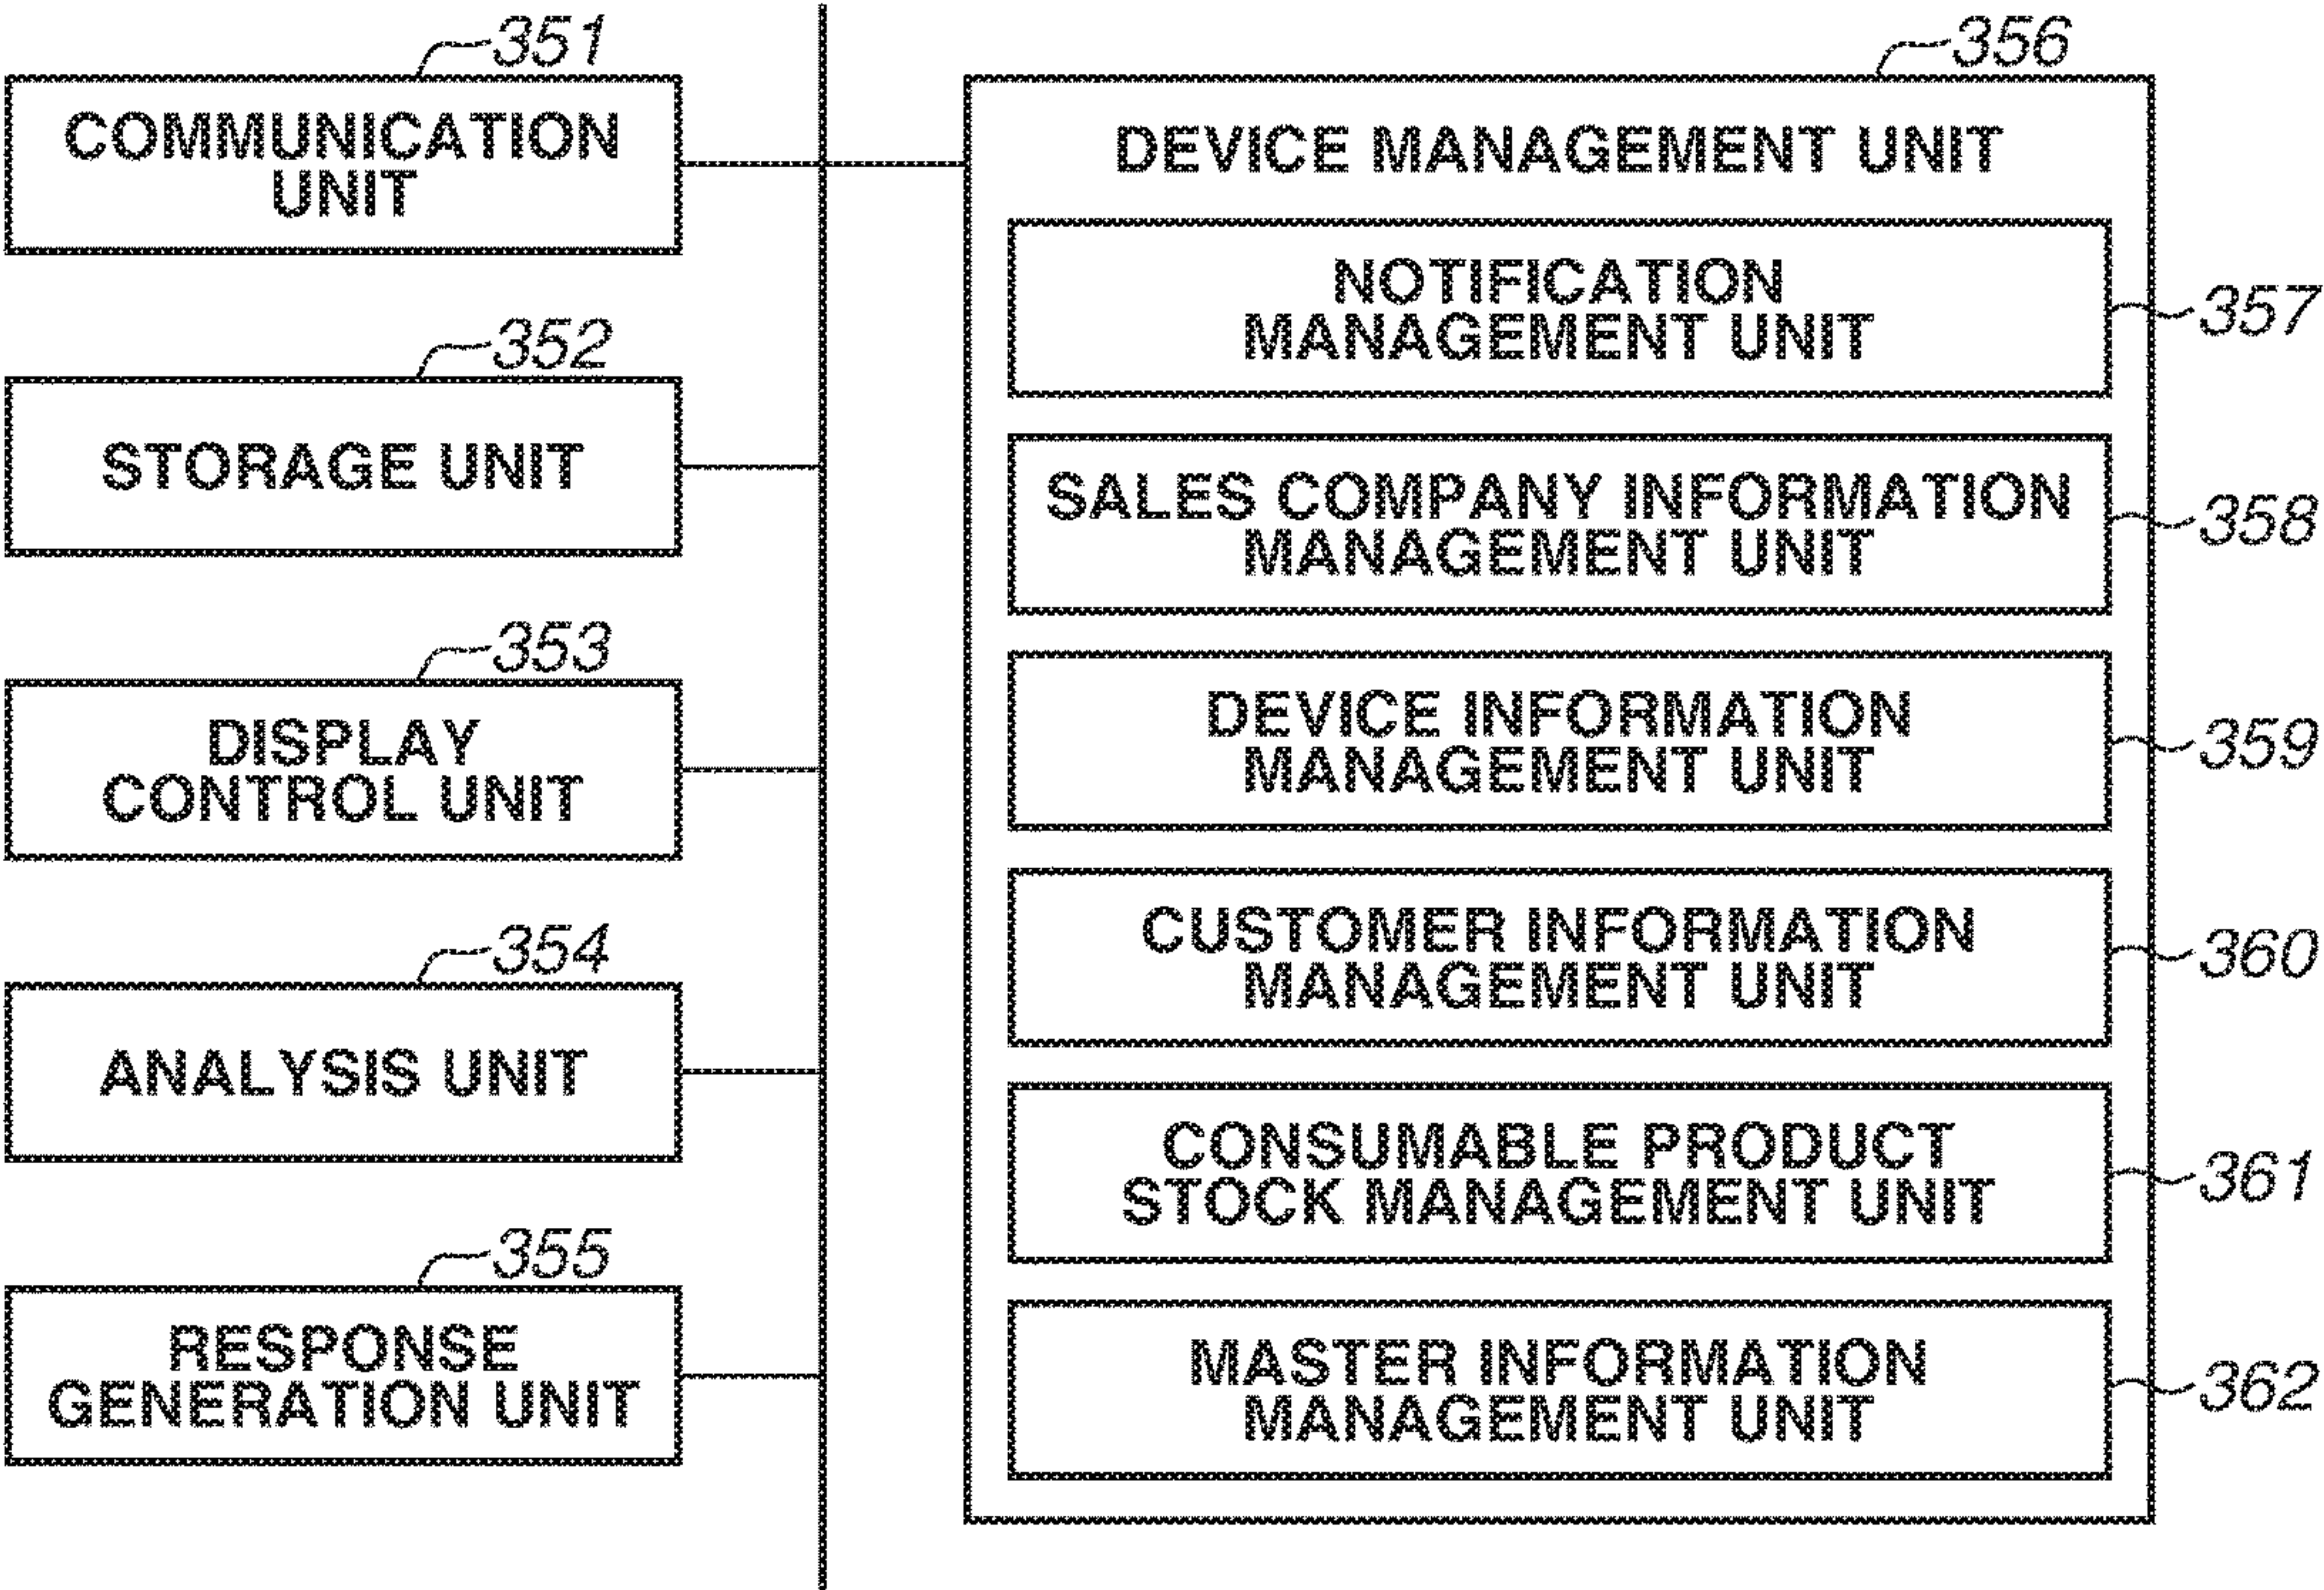 351
COMMUNICATION
UNIT
352
STORAGE UNIT
353
DISPLAY
CONTROL UNIT
354
ANALYSIS UNIT
355
RESPONSE
GENERATION UNIT
356
DEVICE MANAGEMENT UNIT
NOTIFICATION
MANAGEMENT UNIT
357
SALES COMPANY INFORMATION
MANAGEMENT UNIT
358
DEVICE INFORMATION
MANAGEMENT UNIT
359
CUSTOMER INFORMATION
MANAGEMENT UNIT
360
CONSUMABLE PRODUCT
STOCK MANAGEMENT UNIT
361
MASTER INFORMATION
MANAGEMENT UNIT
362